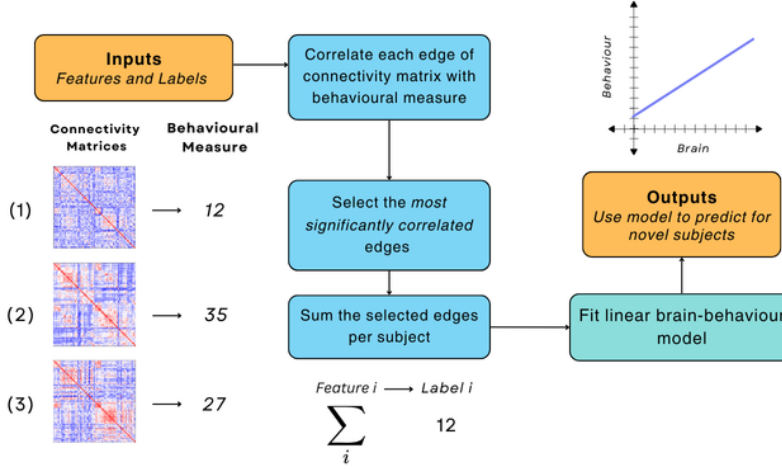 Inputs
Features and Labels
Correlate each edge of
connectivity matrix with
behavioural measure
Behaviour
Brain
Connectivity
Matrices
Behavioural
Measure
(1)
12
(2)
35
(3)
27
Select the most
significantly correlated
edges
Sum the selected edges
per subject
Feature i
Label i
∑
i
12
Outputs
Use model to predict for
novel subjects
Fit linear brain-behaviour
model